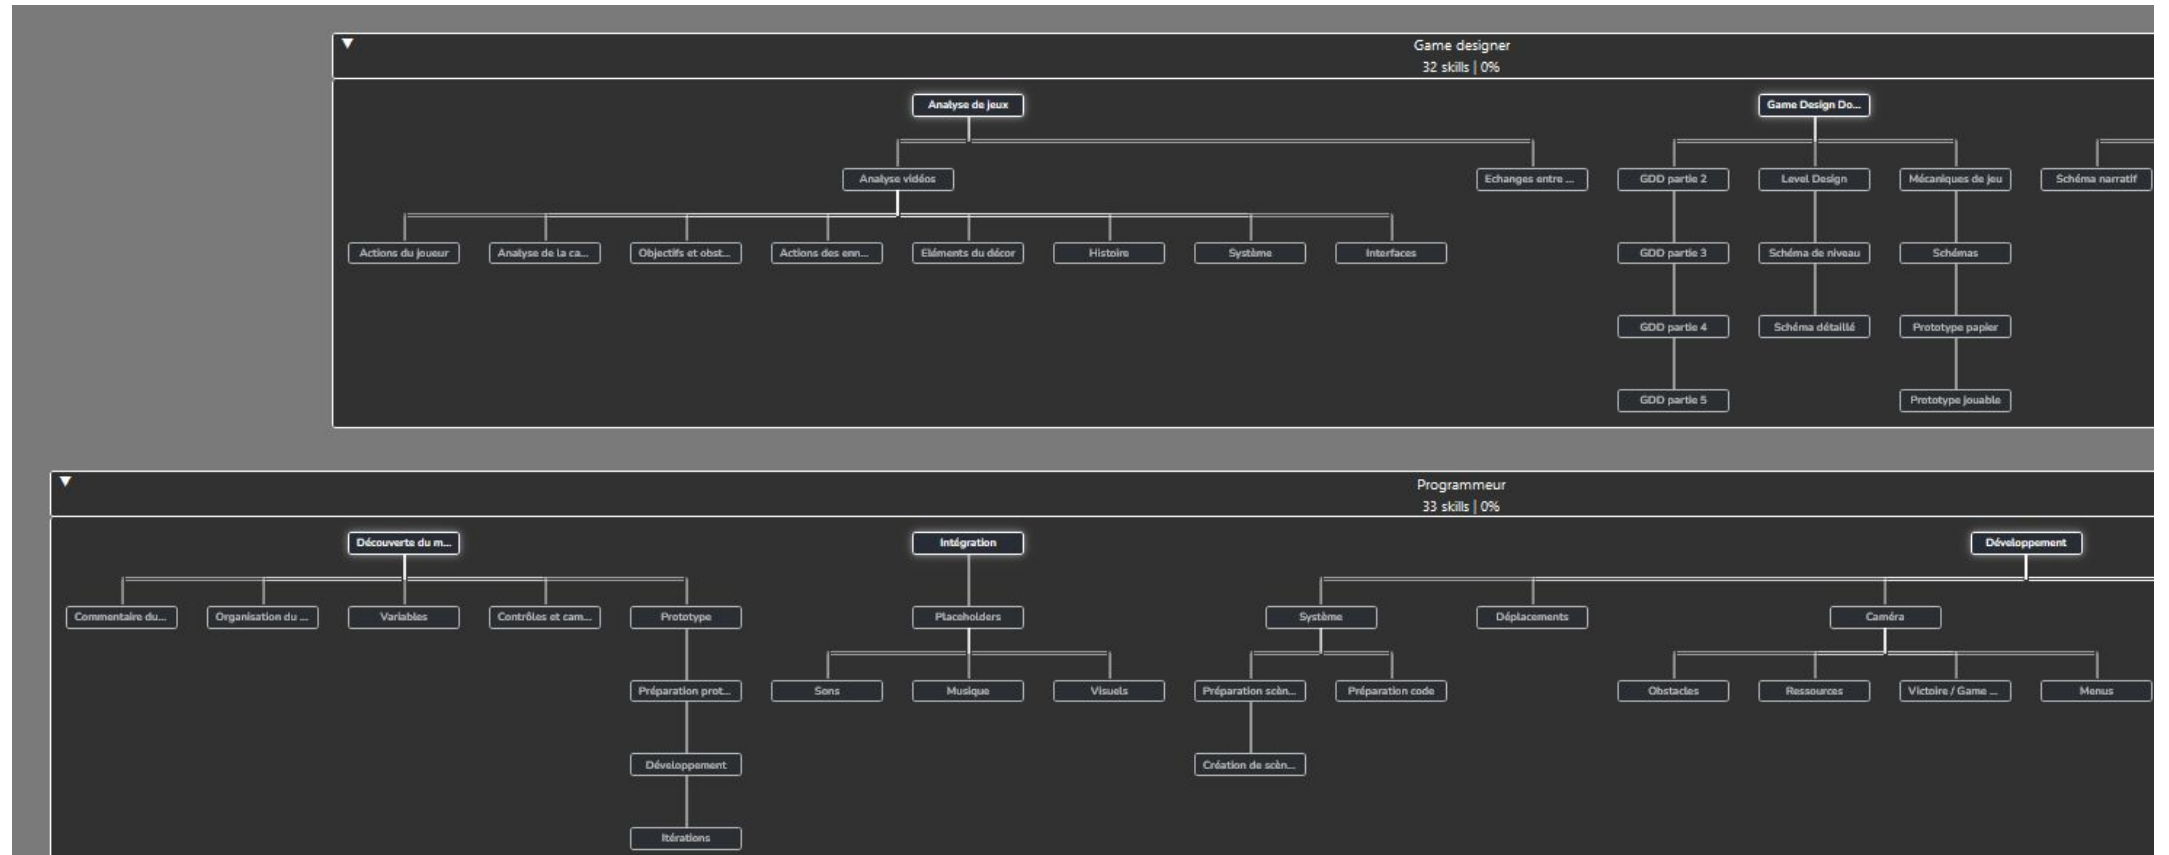 Game designer
32 skills | 0%
Analyse de jeux
Game Design Do...
Analyse vidéos
Echanges entre ...
GDD partie 2
Level Design
Mécaniques de jeu
Schéma narratif
Actions du joueur
Analyse de la ca...
Objectifs et obst...
Actions des enn...
Eléments du décor
Histoire
Système
Interfaces
GDD partie 3
Schéma de niveau
Schémas
GDD partie 4
Schéma détaillé
Prototype papier
GDD partie 5
Prototype jouable
Programmeur
33 skills | 0%
Découverte du m...
Intégration
Développement
Commentaire du...
Organisation du ...
Variables
Contrôles et cam...
Prototype
Placeholders
Système
Déplacements
Caméra
Préparation prot...
Sons
Musique
Visuels
Préparation scèn...
Préparation code
Obstacles
Ressources
Victoire / Game ...
Menus
Développement
Création de scèn...
Itérations